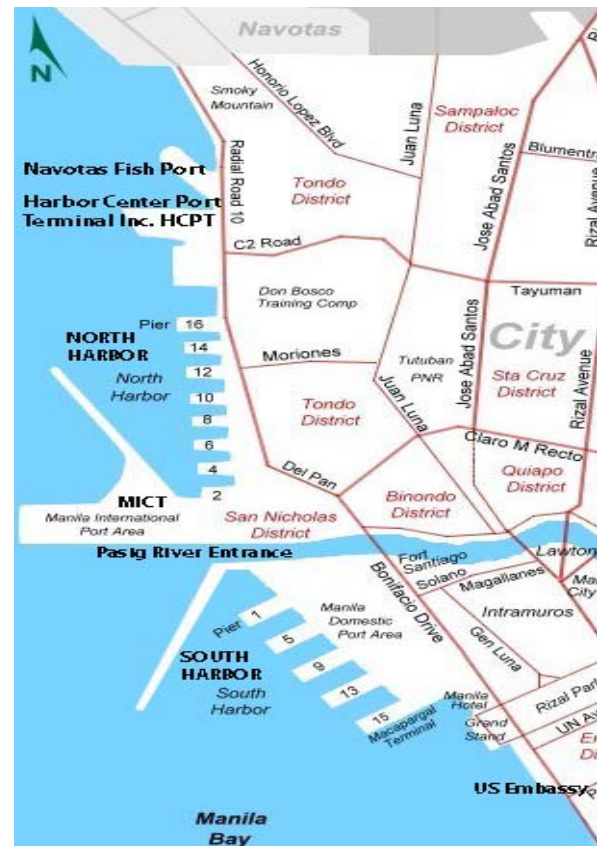 Navotas
N
Smoky
Mountain
Honorio Lopez Blvd
Juan Luna
Sampaloc
District
Jose Abad Santos
Rizal Avenue
Navotas Fish Port
Radial Road 10
Tondo
District
Harbor Center Port
Terminal Inc. HCPT
C2 Road
Don Bosco
Training Comp
Tayuman
Pier 16
NORTH
HARBOR
14
City
Moriones
Tutuban
PNR
Jose Abad Santos
Sta Cruz
District
Rizal Avenue
12
North
Harbor
10
8
Tondo
District
Juan Luna
6
Claro M Recto
4
Del Pan
Quiapo
District
2
MICT
Manila International
Port Area
San Nicholas
District
Binondo
District
Pasig River Entrance
Fort
Santiago
Lawton
Solano
Magallanes
City
Bonifacio Drive
Intramuros
Gen Luna
Manila
Domestic
Port Area
Pier 1
5
SOUTH
HARBOR
9
South
Harbor
13
15
Macapargal
Terminal
Manila
Hotel
Grand
Stand
Rizal Park
US Embassy
Manila
Bay